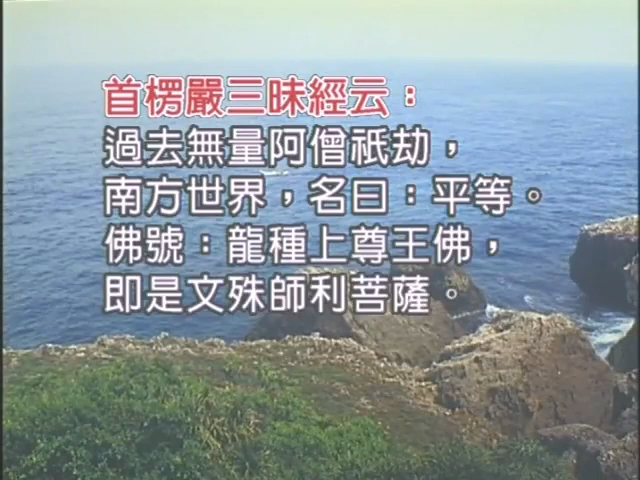 首楞嚴三昧經云：
過去無量阿僧祇劫，
南方世界，名曰：平等。
佛號：龍種上尊王佛，
即是文殊師利菩薩。